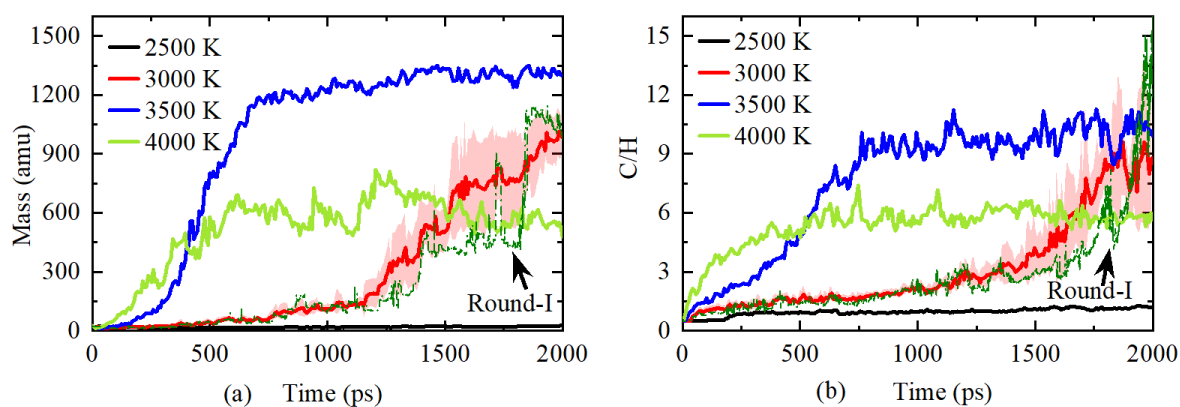 1500
1200
900
600
300
0
Mass (amu)
2500 K
3000 K
3500 K
4000 K
Round-I
0 500 1000 1500 2000
(a) Time (ps)
15
12
9
6
3
0
C/H
2500 K
3000 K
3500 K
4000 K
Round-I
0 500 1000 1500 2000
(b) Time (ps)